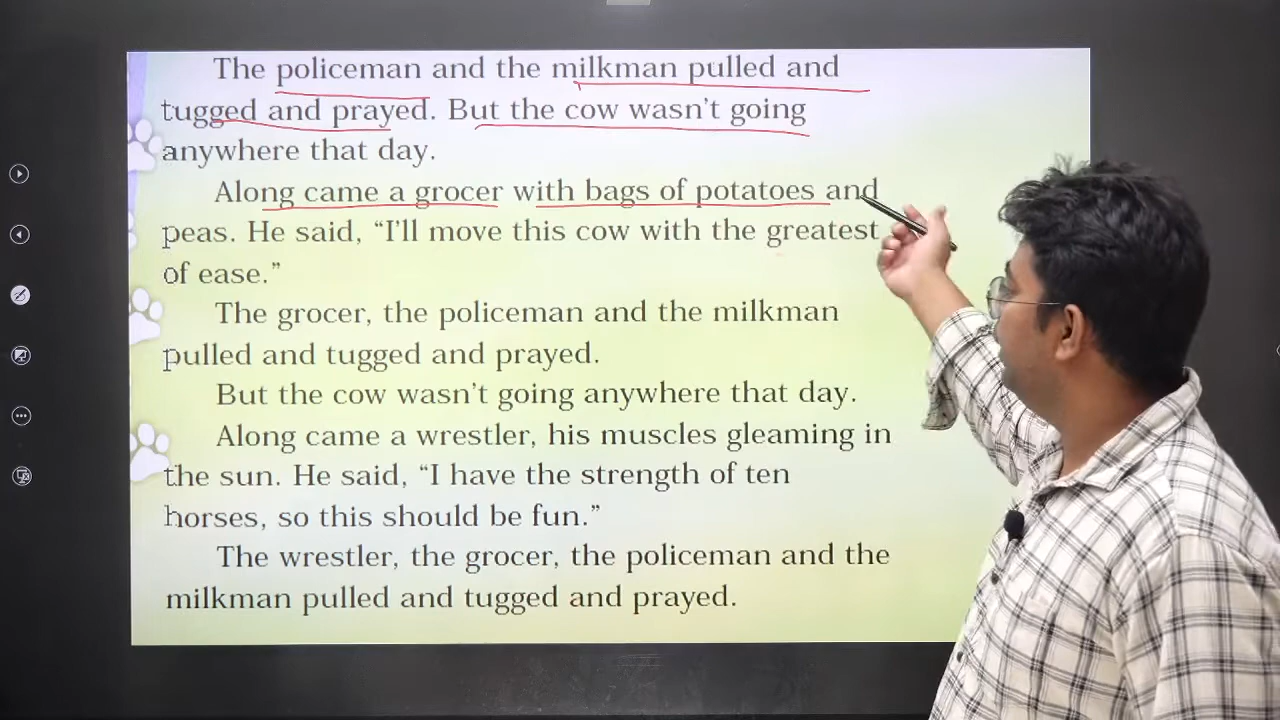 The policeman and the milkman pulled and
tugged and prayed. But the cow wasn't going
anywhere that day.
Along came a grocer with bags of potatoes and
peas. He said, “I'll move this cow with the greatest
of ease.”
The grocer, the policeman and the milkman
pulled and tugged and prayed.
But the cow wasn't going anywhere that day.
Along came a wrestler, his muscles gleaming in
the sun. He said, “I have the strength of ten
horses, so this should be fun.”
The wrestler, the grocer, the policeman and the
milkman pulled and tugged and prayed.